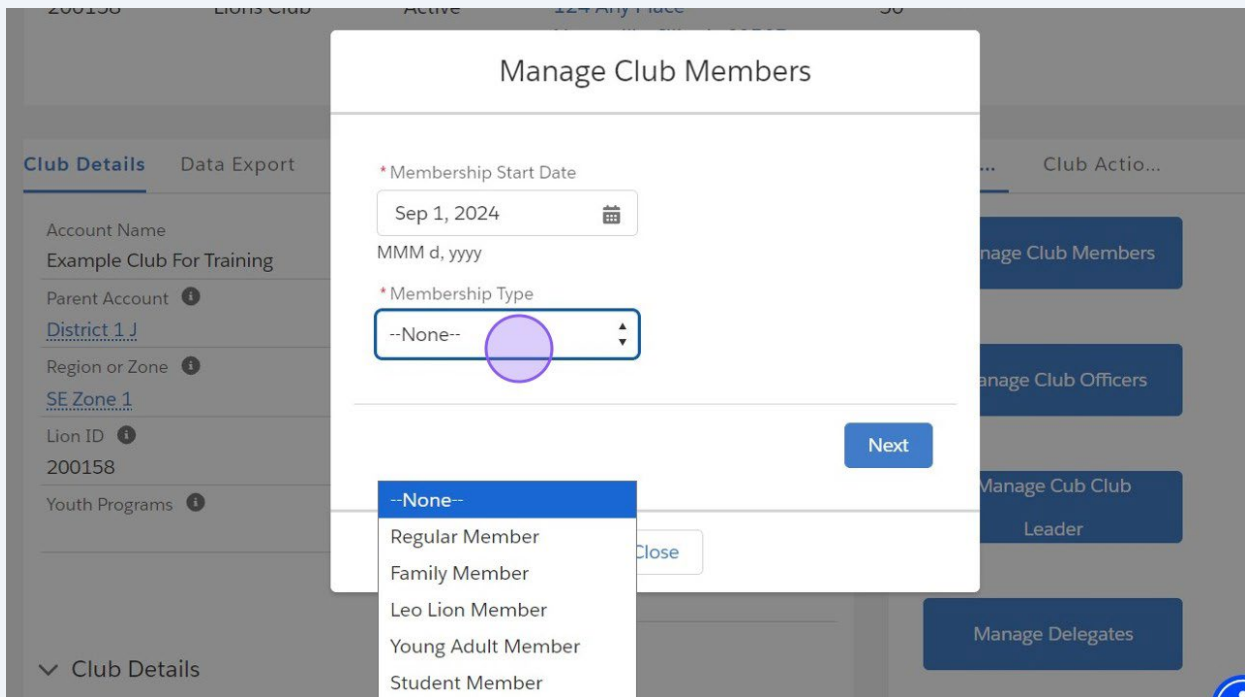 200158 Lions Club Active 124 Any Place 50
Manage Club Members
Club Details Data Export
... Club Actio...
* Membership Start Date
Sep 1, 2024
MMM d, yyyy
* Membership Type
--None--
Account Name
Example Club For Training
Parent Account
District 1 J
Region or Zone
SE Zone 1
Lion ID
200158
Youth Programs
nage Club Members
anage Club Officers
Manage Cub Club
Leader
Manage Delegates
Next
--None--
Regular Member
Family Member
Leo Lion Member
Young Adult Member
Student Member
Close
Club Details